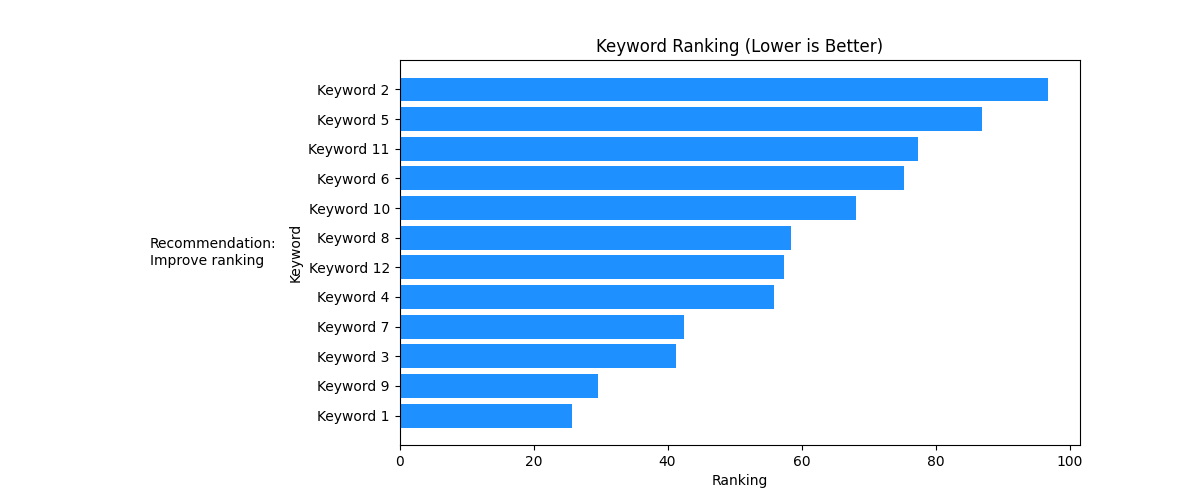 Keyword Ranking (Lower is Better)
Keyword 2
Keyword 5
Keyword 11
Keyword 6
Keyword 10
Keyword 8
Keyword 12
Keyword 4
Keyword 7
Keyword 3
Keyword 9
Keyword 1
Keyword
Recommendation:
Improve ranking
0 20 40 60 80 100
Ranking